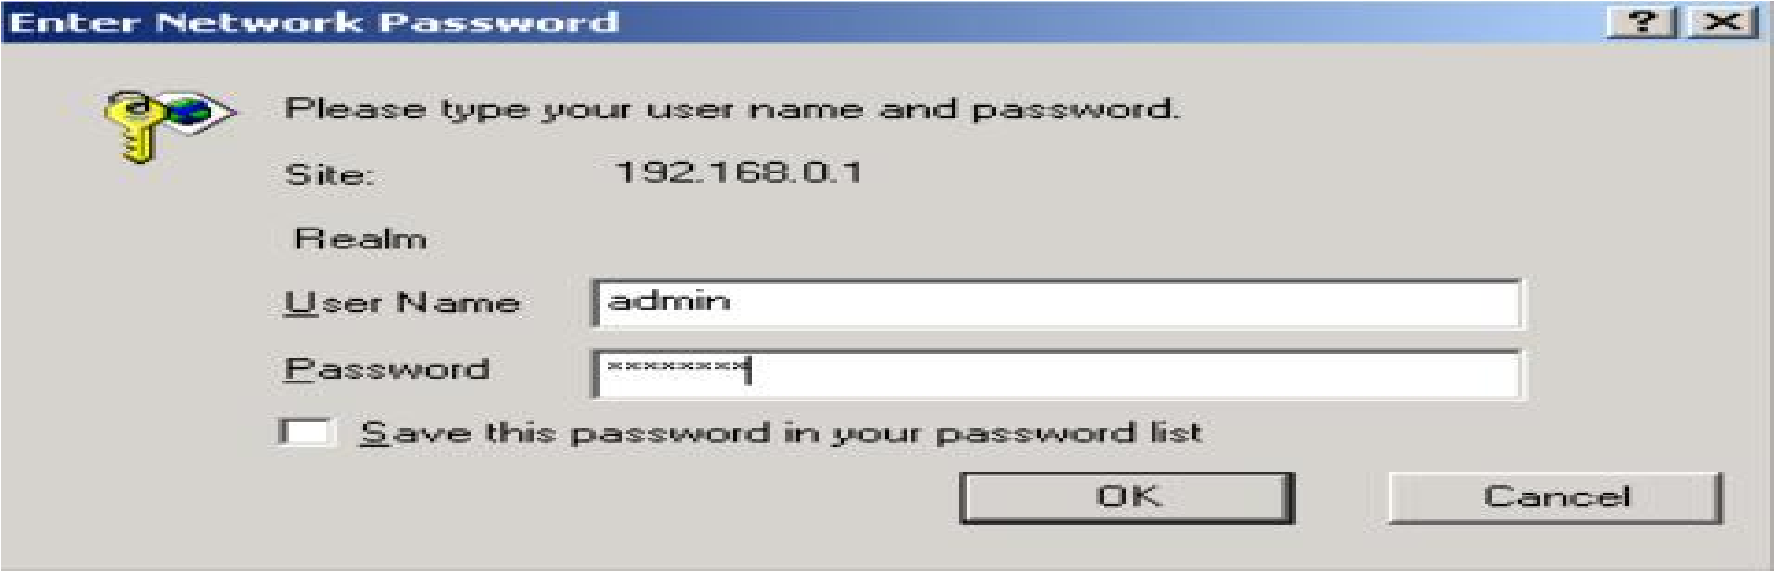 Enter Network Password
Please type your user name and password.
Site: 192.168.0.1
Realm
User Name admin
Password ********
Save this password in your password list
OK Cancel